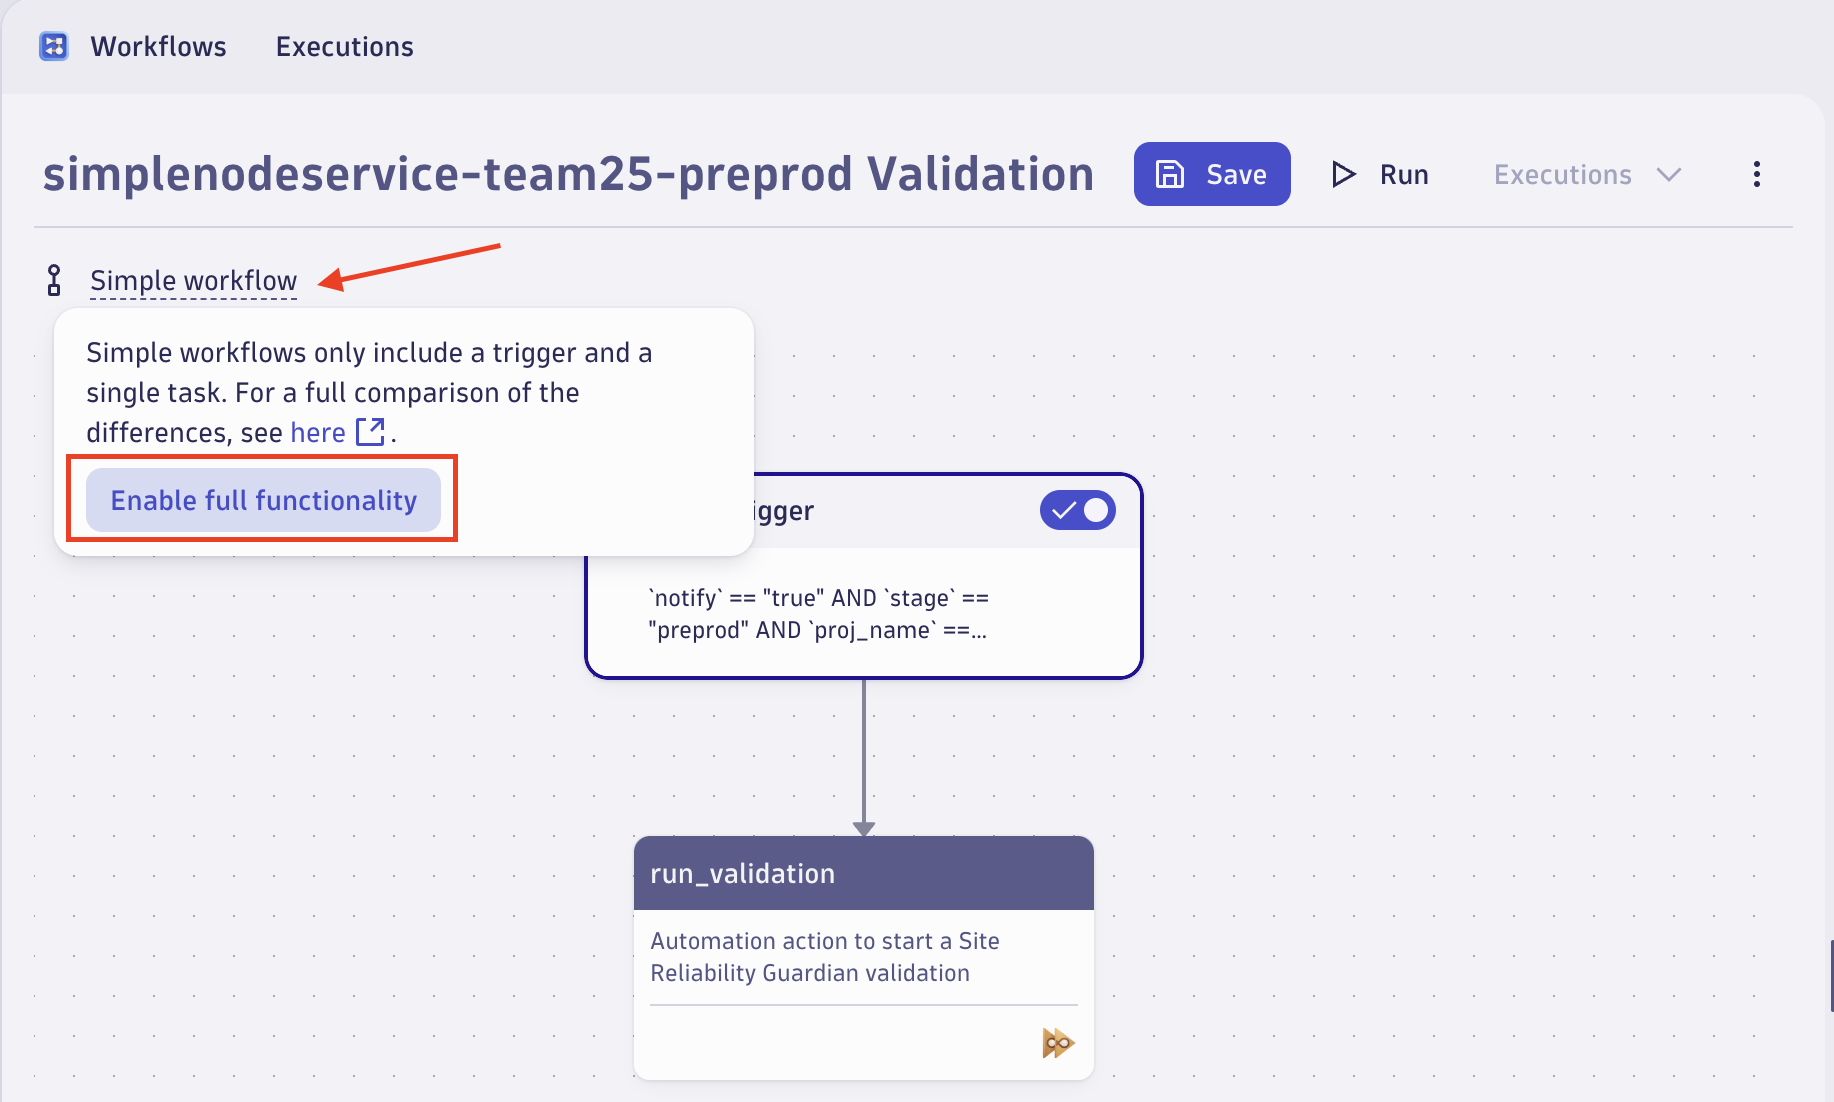 Workflows Executions
simplenodeservice-team25-preprod Validation Save Run Executions
Simple workflow
Simple workflows only include a trigger and a
single task. For a full comparison of the
differences, see here .
Enable full functionality
igger
`notify` == "true" AND `stage` ==
"preprod" AND `proj_name` ==...
run_validation
Automation action to start a Site
Reliability Guardian validation